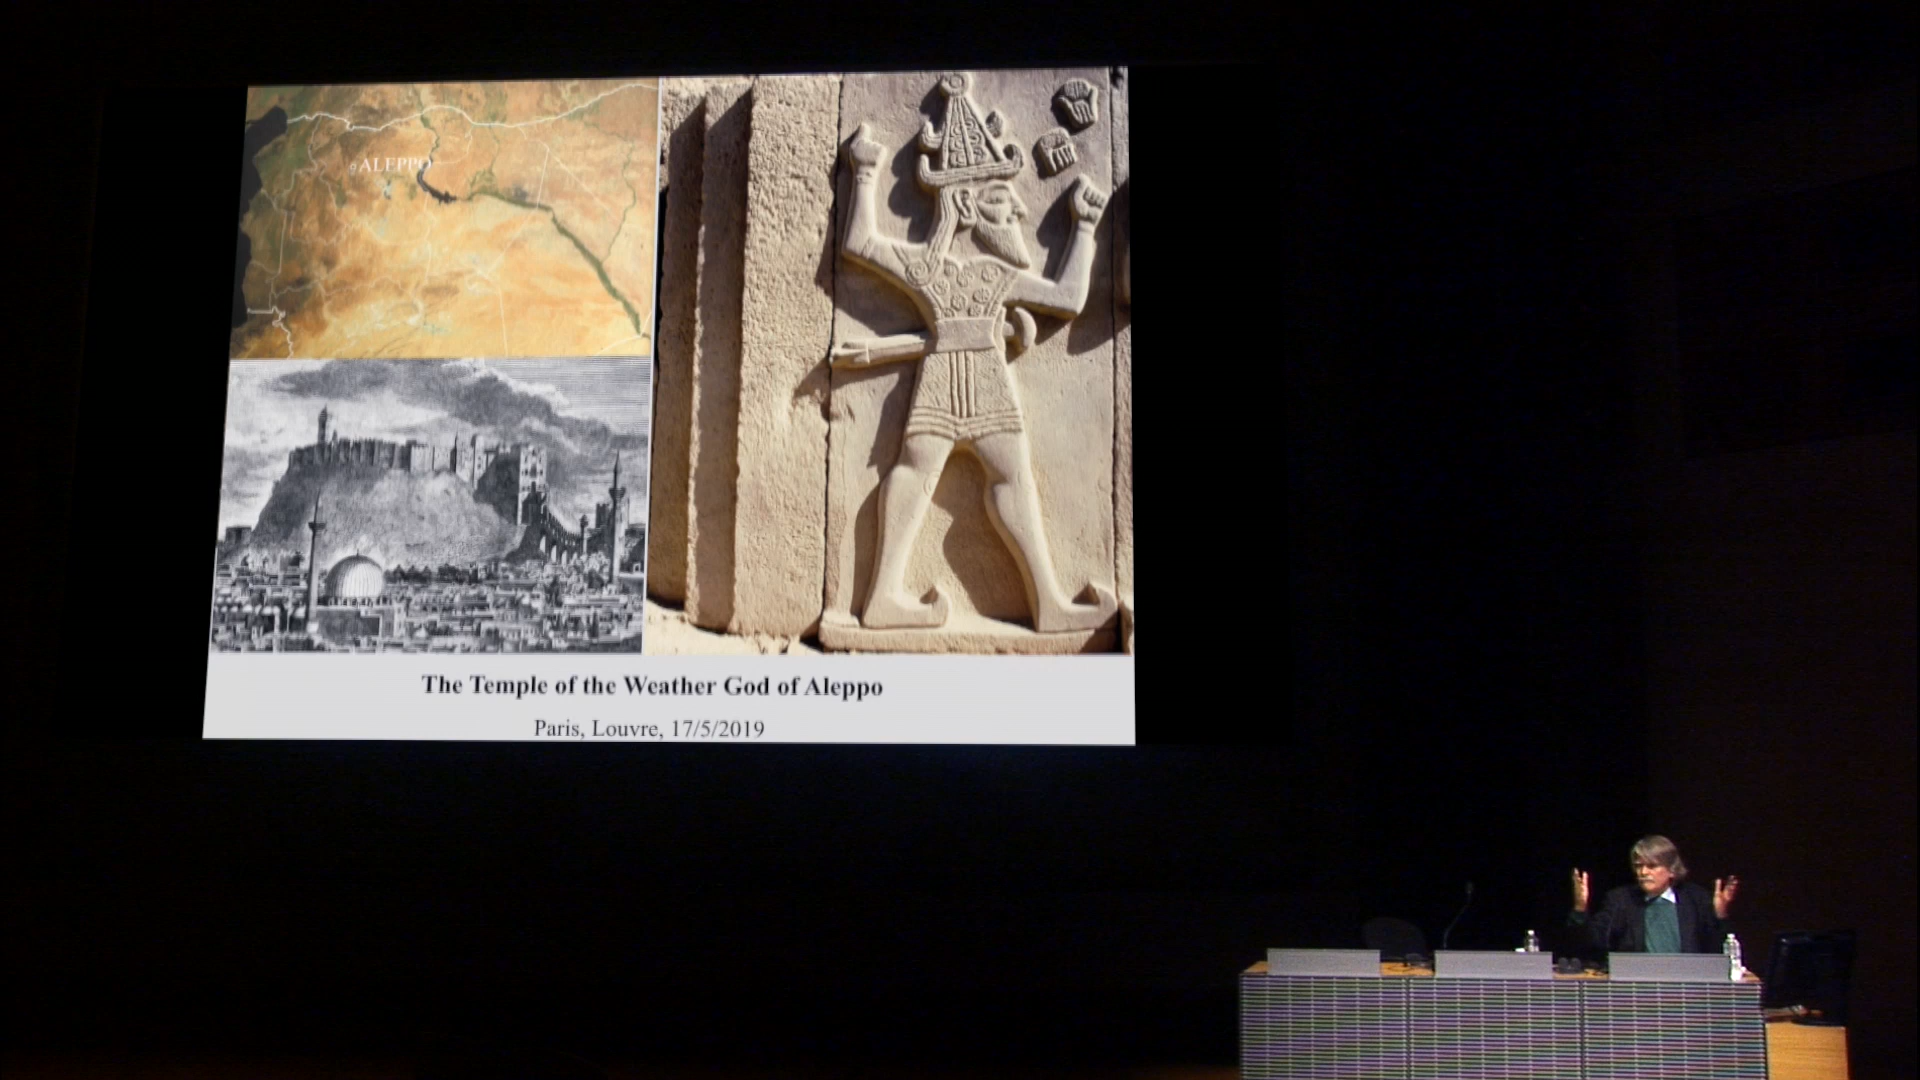 ALEPPO
The Temple of the Weather God of Aleppo
Paris, Louvre, 17/5/2019